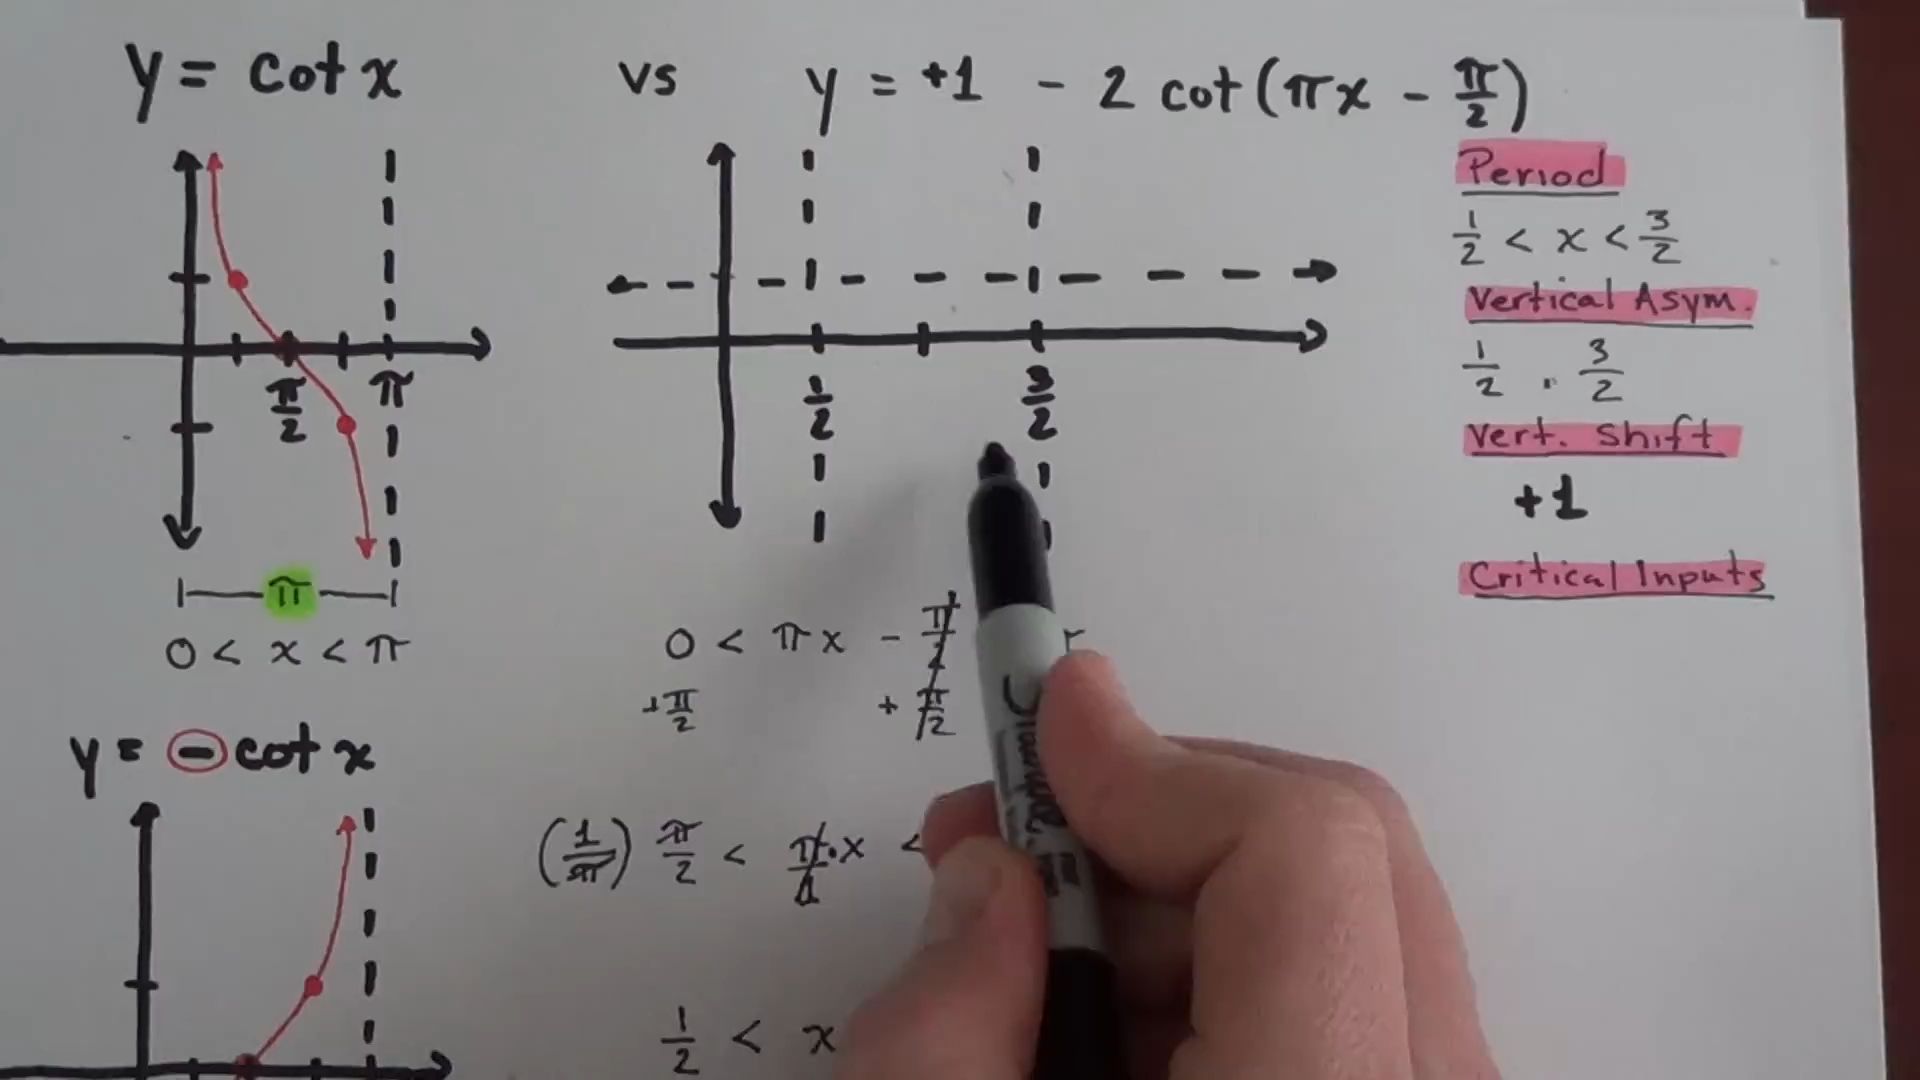 y = cot x
vs
y = +1 - 2 cot(πx - π/2)
π/2 π
π
0 < x < π
y = - cot x
1/2 3/2
0 < πx - π/2
+π/2 + π/2
(1/π) π/2 < π/1·x <
1/2 < x
Period
1/2 < x < 3/2
Vertical Asym.
1/2 , 3/2
Vert. Shift
+1
Critical Inputs